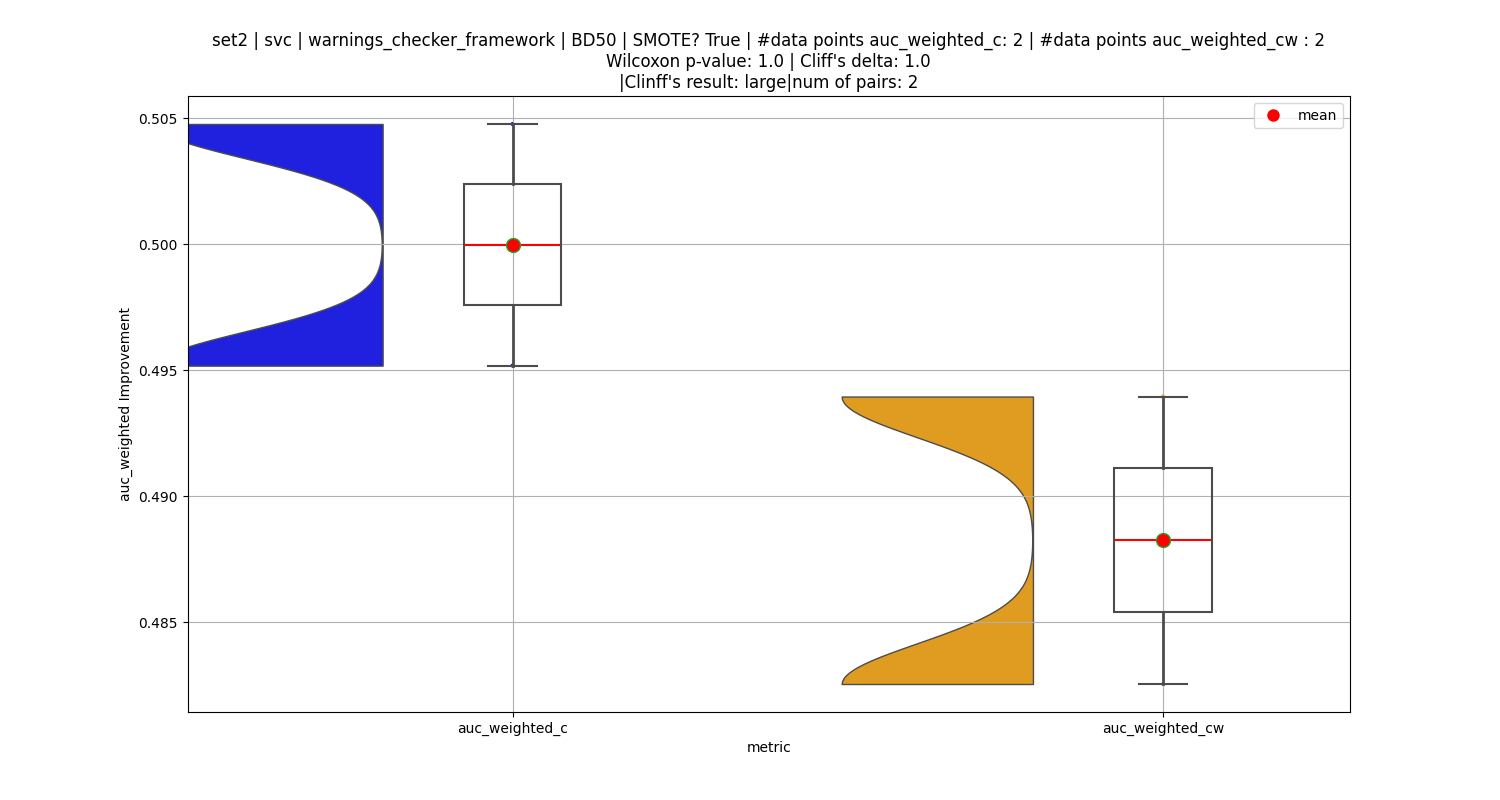 set2 | svc | warnings_checker_framework | BD50 | SMOTE? True | #data points auc_weighted_c: 2 | #data points auc_weighted_cw : 2
Wilcoxon p-value: 1.0 | Cliff's delta: 1.0
|Clinff's result: large|num of pairs: 2
mean
0.505
0.500
0.495
0.490
0.485
auc_weighted Improvement
auc_weighted_c
auc_weighted_cw
metric